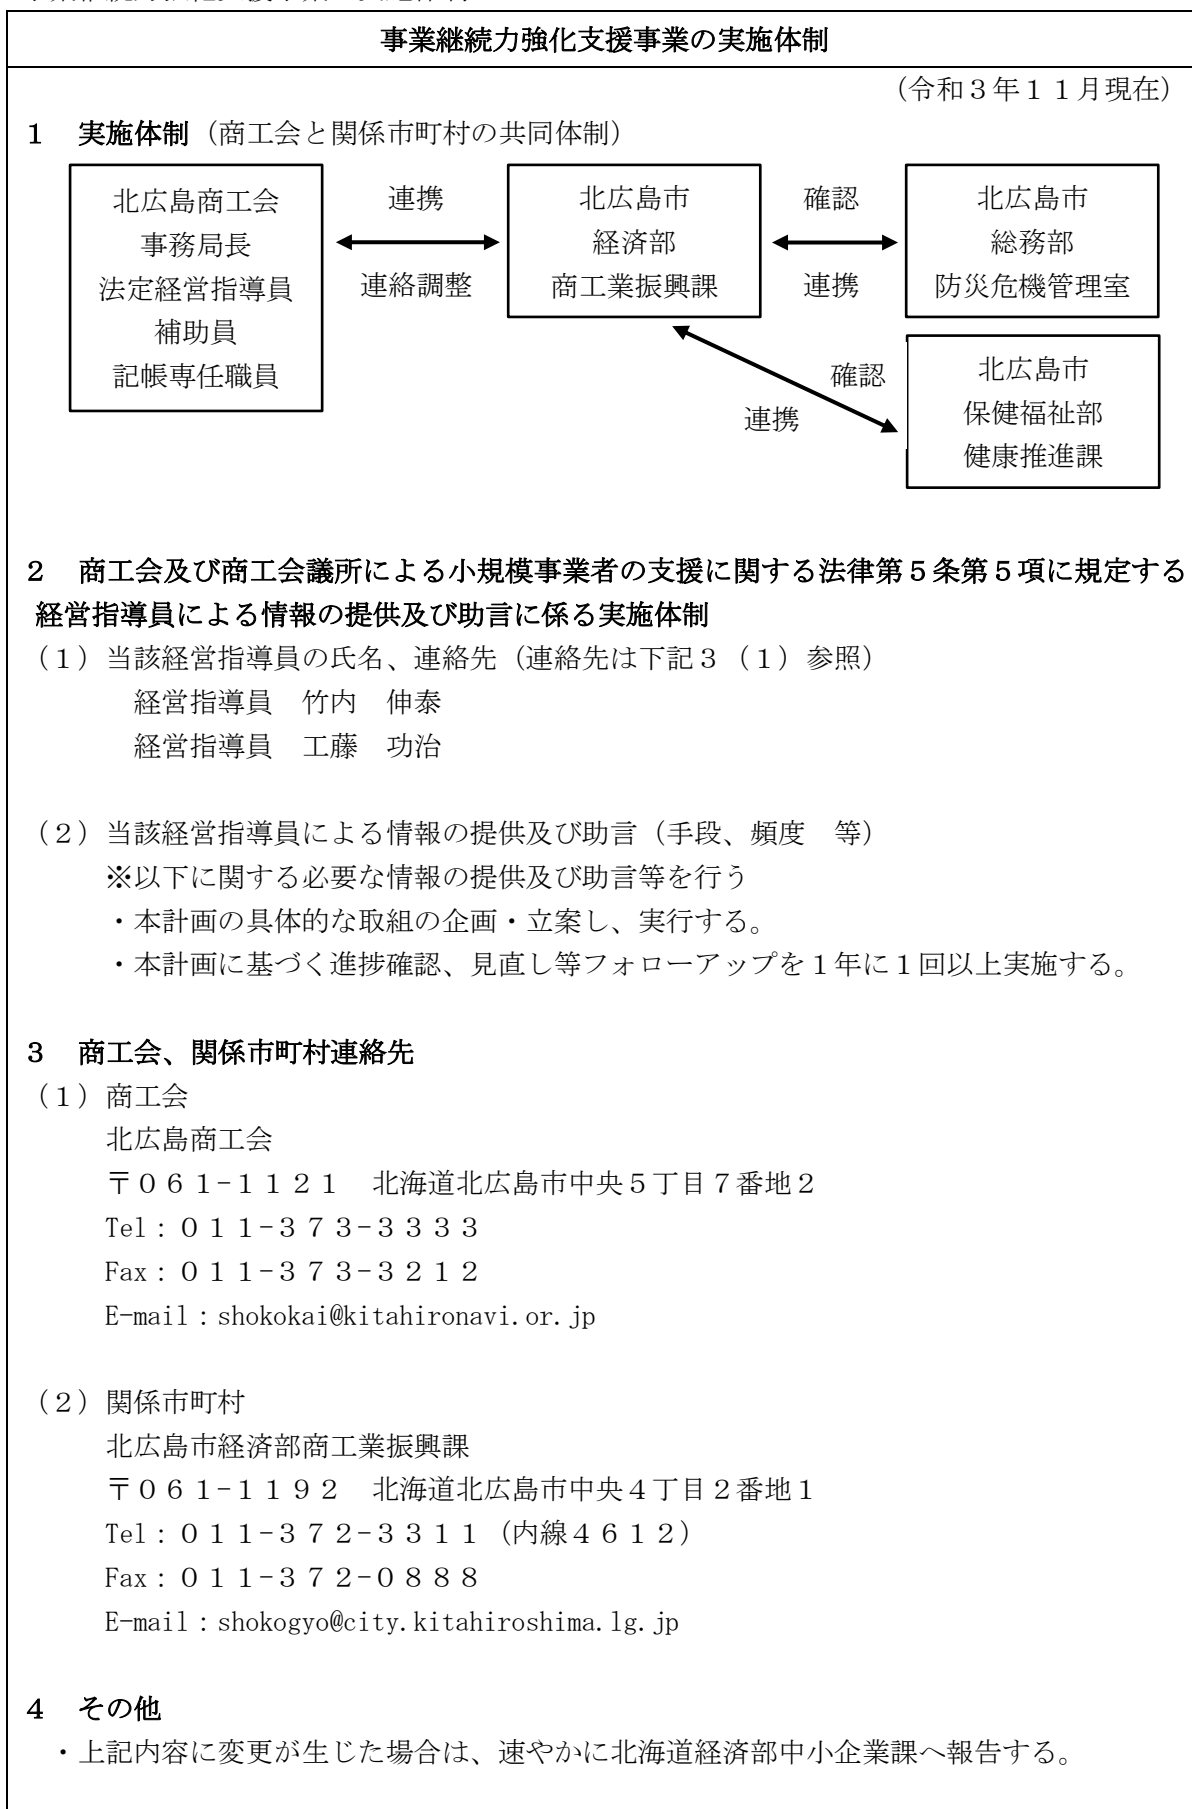 事業継続力強化支援事業の実施体制
（令和３年１１月現在）
１　実施体制（商工会と関係市町村の共同体制）
北広島商工会
事務局長
法定経営指導員
補助員
記帳専任職員
連携
連絡調整
北広島市
経済部
商工業振興課
確認
連携
北広島市
総務部
防災危機管理室
確認
連携
北広島市
保健福祉部
健康推進課
２　商工会及び商工会議所による小規模事業者の支援に関する法律第５条第５項に規定する
経営指導員による情報の提供及び助言に係る実施体制
（１）当該経営指導員の氏名、連絡先（連絡先は下記３（１）参照）
経営指導員　竹内　伸泰
経営指導員　工藤　功治
（２）当該経営指導員による情報の提供及び助言（手段、頻度　等）
※以下に関する必要な情報の提供及び助言等を行う
・本計画の具体的な取組の企画・立案し、実行する。
・本計画に基づく進捗確認、見直し等フォローアップを１年に１回以上実施する。
３　商工会、関係市町村連絡先
（１）商工会
北広島商工会
〒０６１-１１２１　北海道北広島市中央５丁目７番地２
Tel：０１１-３７３-３３３３
Fax：０１１-３７３-３２１２
E-mail：shokokai@kitahironavi.or.jp
（２）関係市町村
北広島市経済部商工業振興課
〒０６１-１１９２　北海道北広島市中央４丁目２番地１
Tel：０１１-３７２-３３１１（内線４６１２）
Fax：０１１-３７２-０８８８
E-mail：shokogyo@city.kitahiroshima.lg.jp
４　その他
・上記内容に変更が生じた場合は、速やかに北海道経済部中小企業課へ報告する。